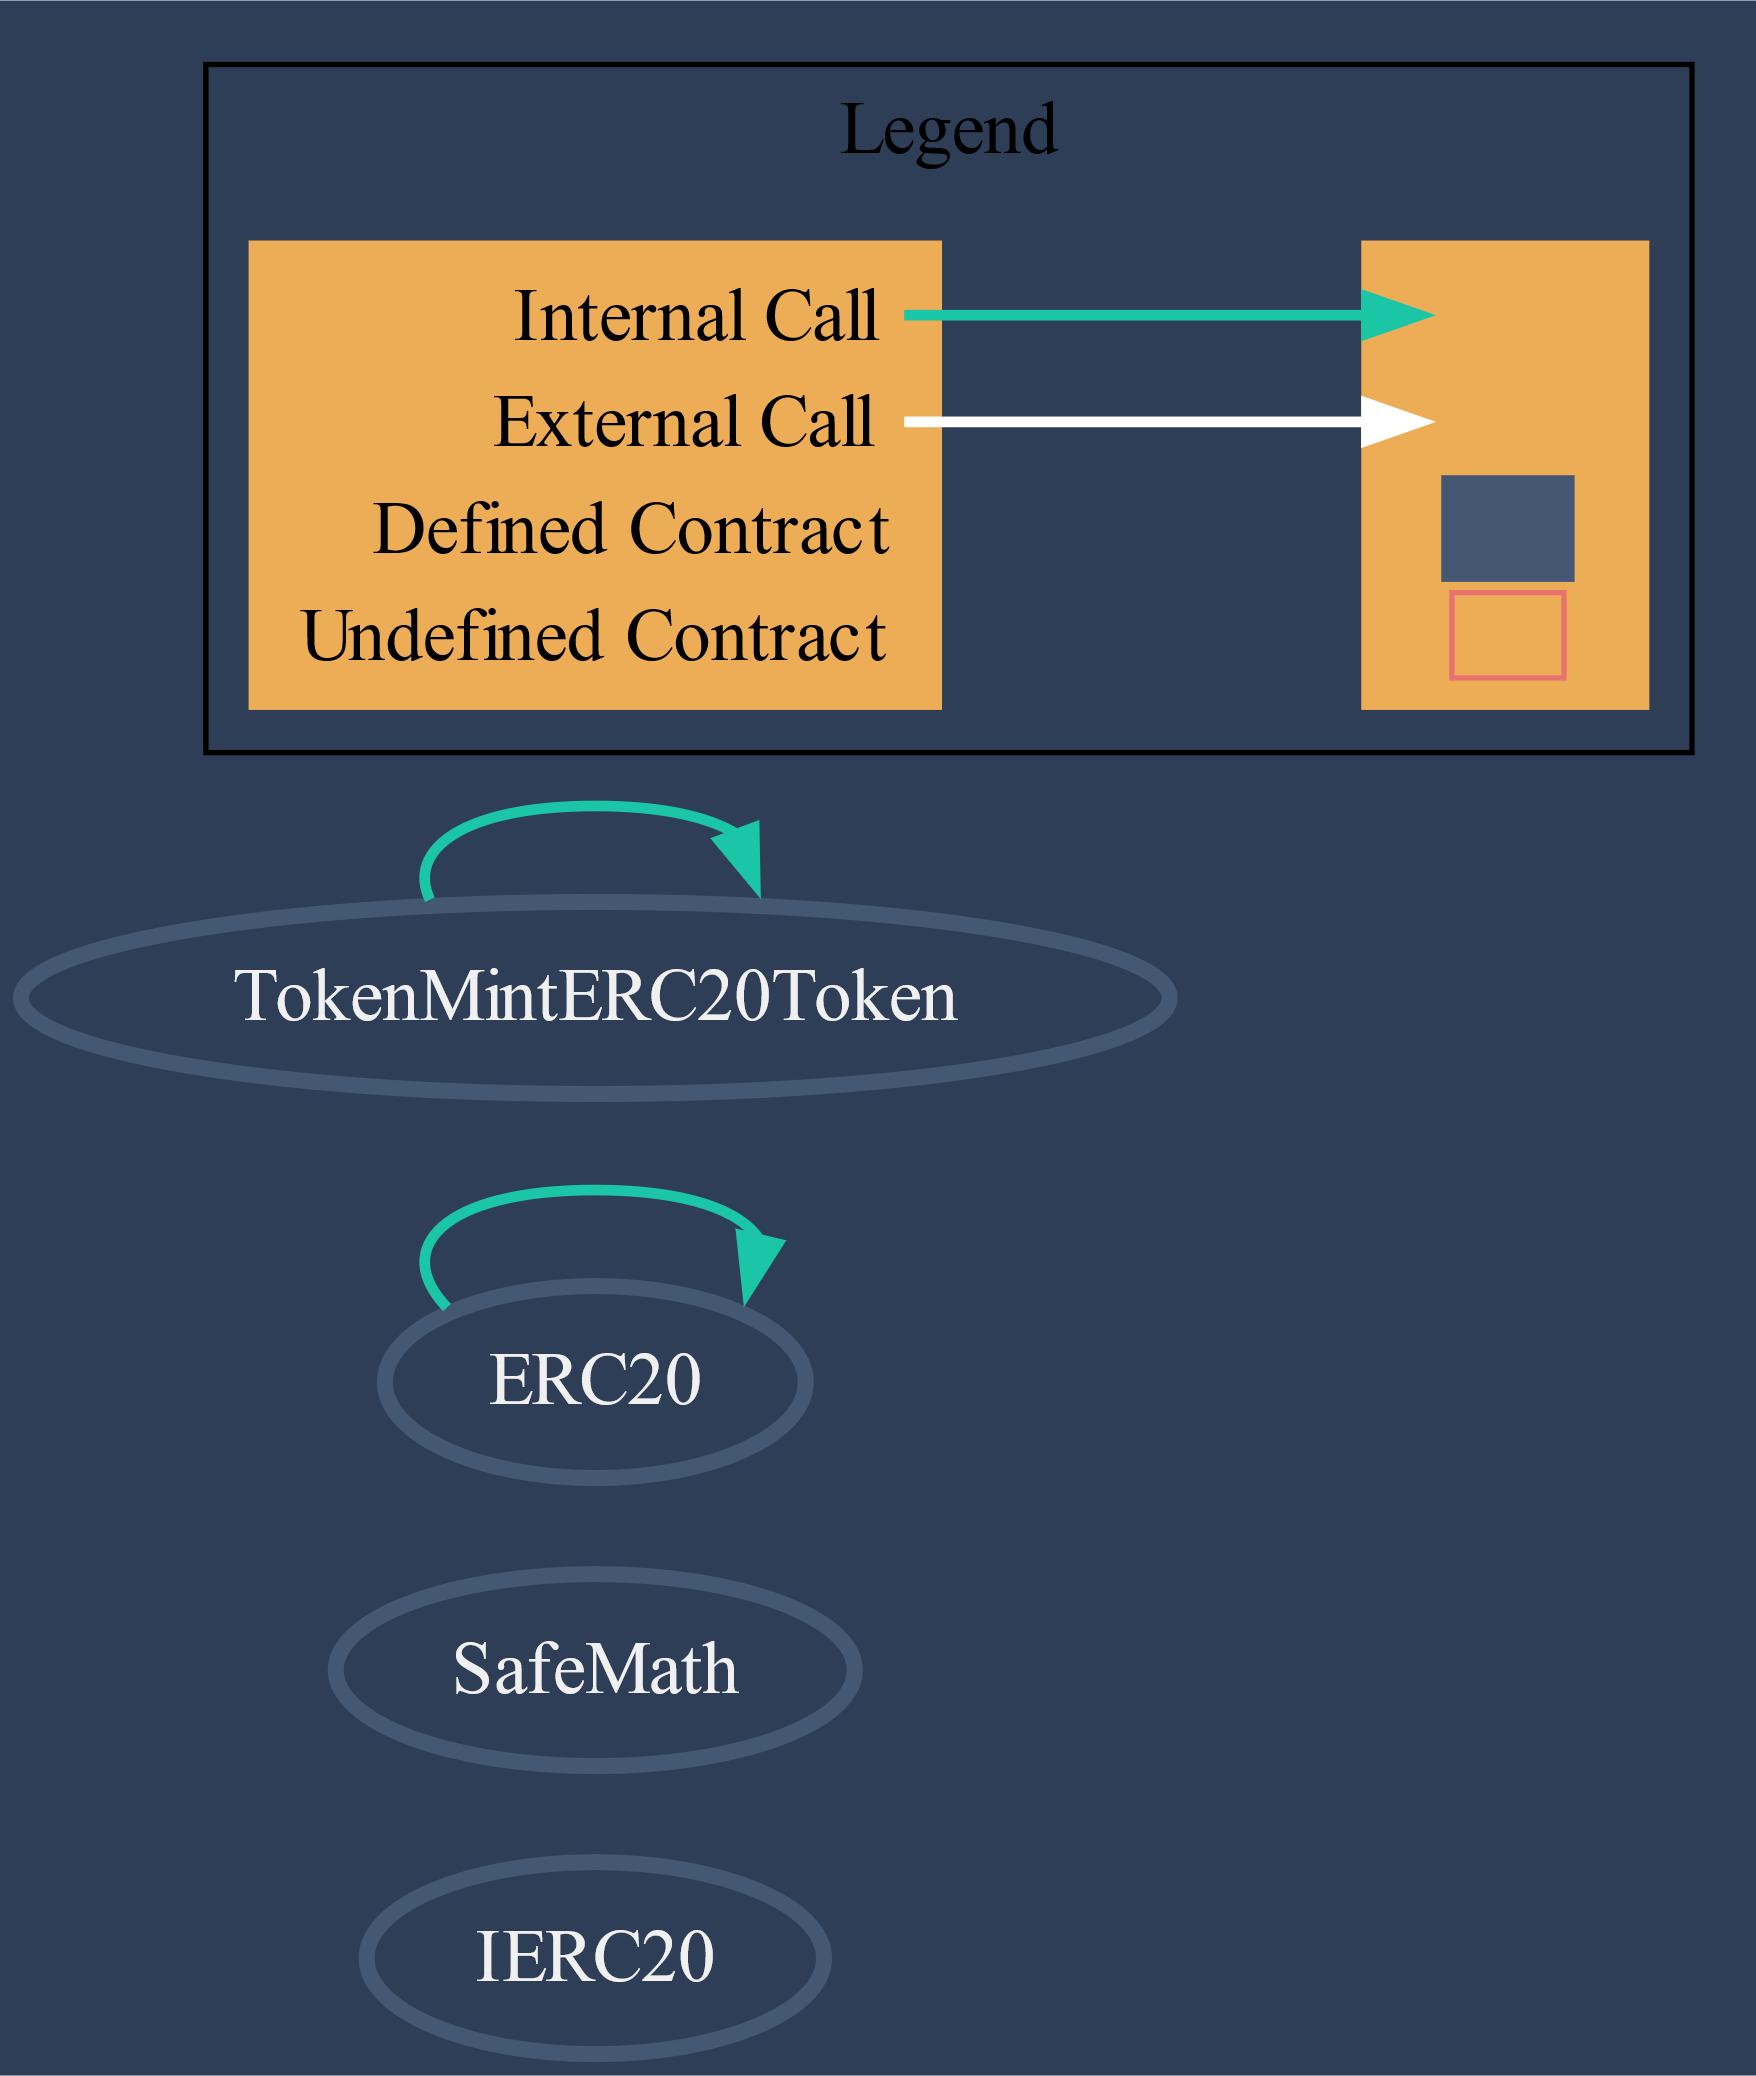 Legend
Internal Call
External Call
Defined Contract
Undefined Contract
TokenMintERC20Token
ERC20
SafeMath
IERC20